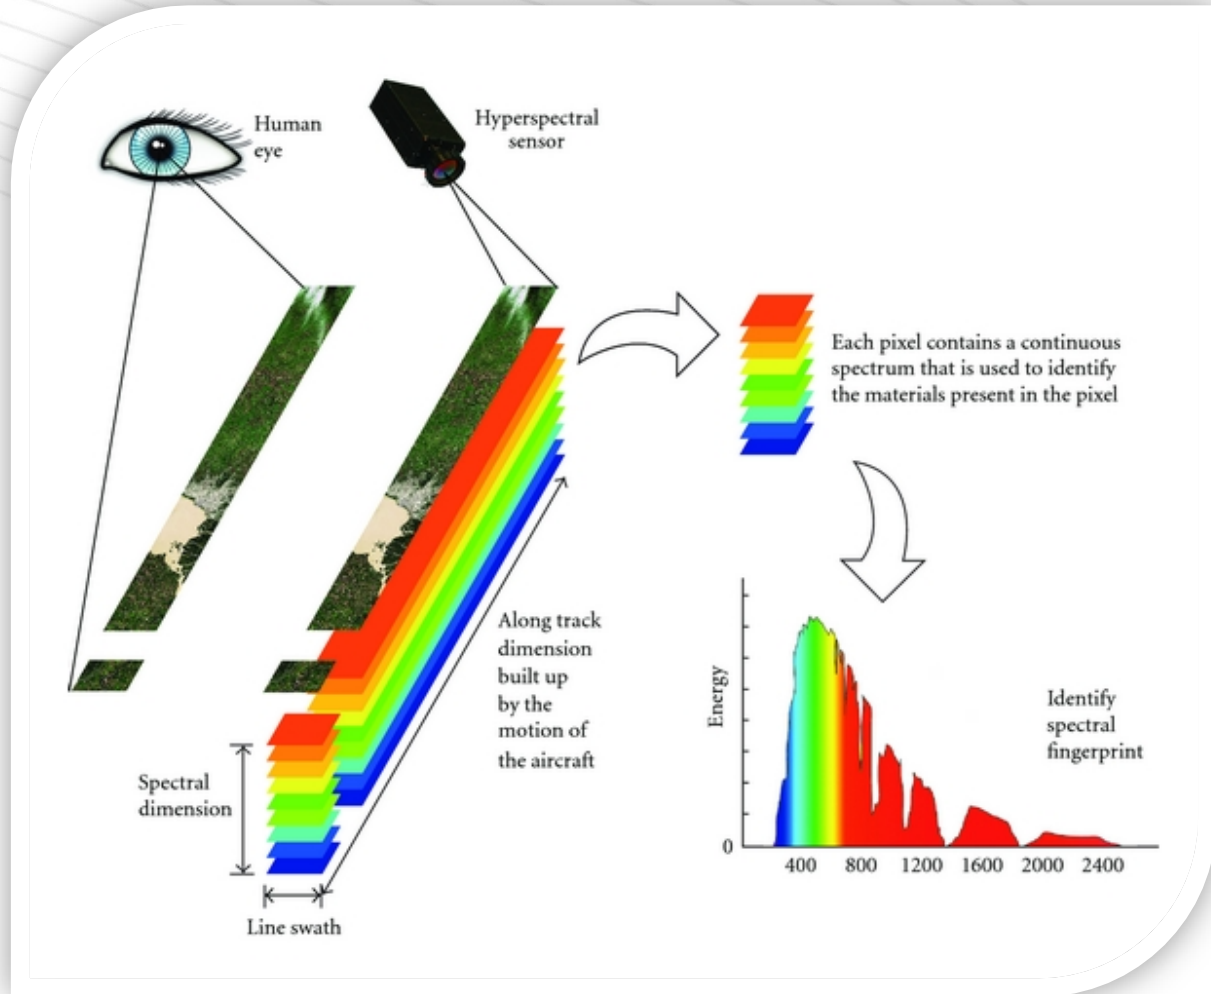 Human
eye
Hyperspectral
sensor
Each pixel contains a continuous
spectrum that is used to identify
the materials present in the pixel
Along track
dimension
built up
by the
motion of
the aircraft
Spectral
dimension
Line swath
Energy
Identify
spectral
fingerprint
0
400 800 1200 1600 2000 2400